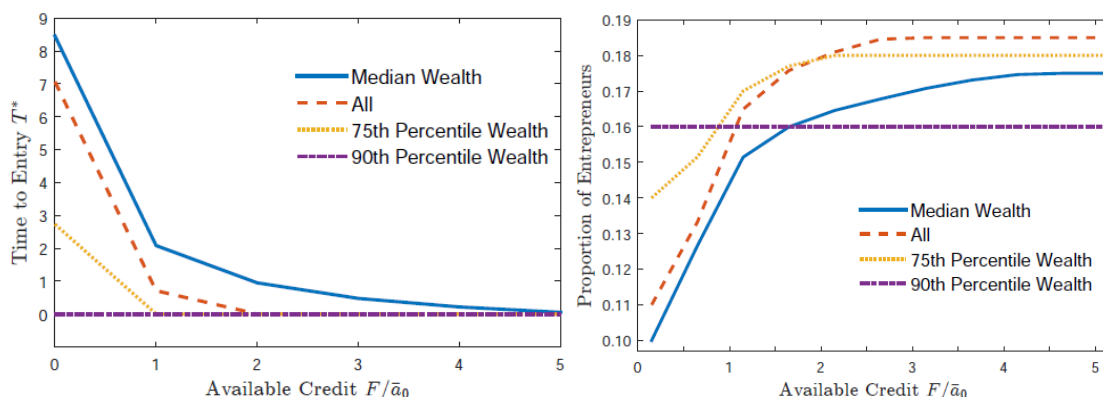 9
8
7
6
5
4
3
2
1
0
Time to Entry T*
Median Wealth
All
75th Percentile Wealth
90th Percentile Wealth
0 1 2 3 4 5
Available Credit F/ā₀
0.19
0.18
0.17
0.16
0.15
0.14
0.13
0.12
0.11
0.10
Proportion of Entrepreneurs
Median Wealth
All
75th Percentile Wealth
90th Percentile Wealth
0 1 2 3 4 5
Available Credit F/ā₀